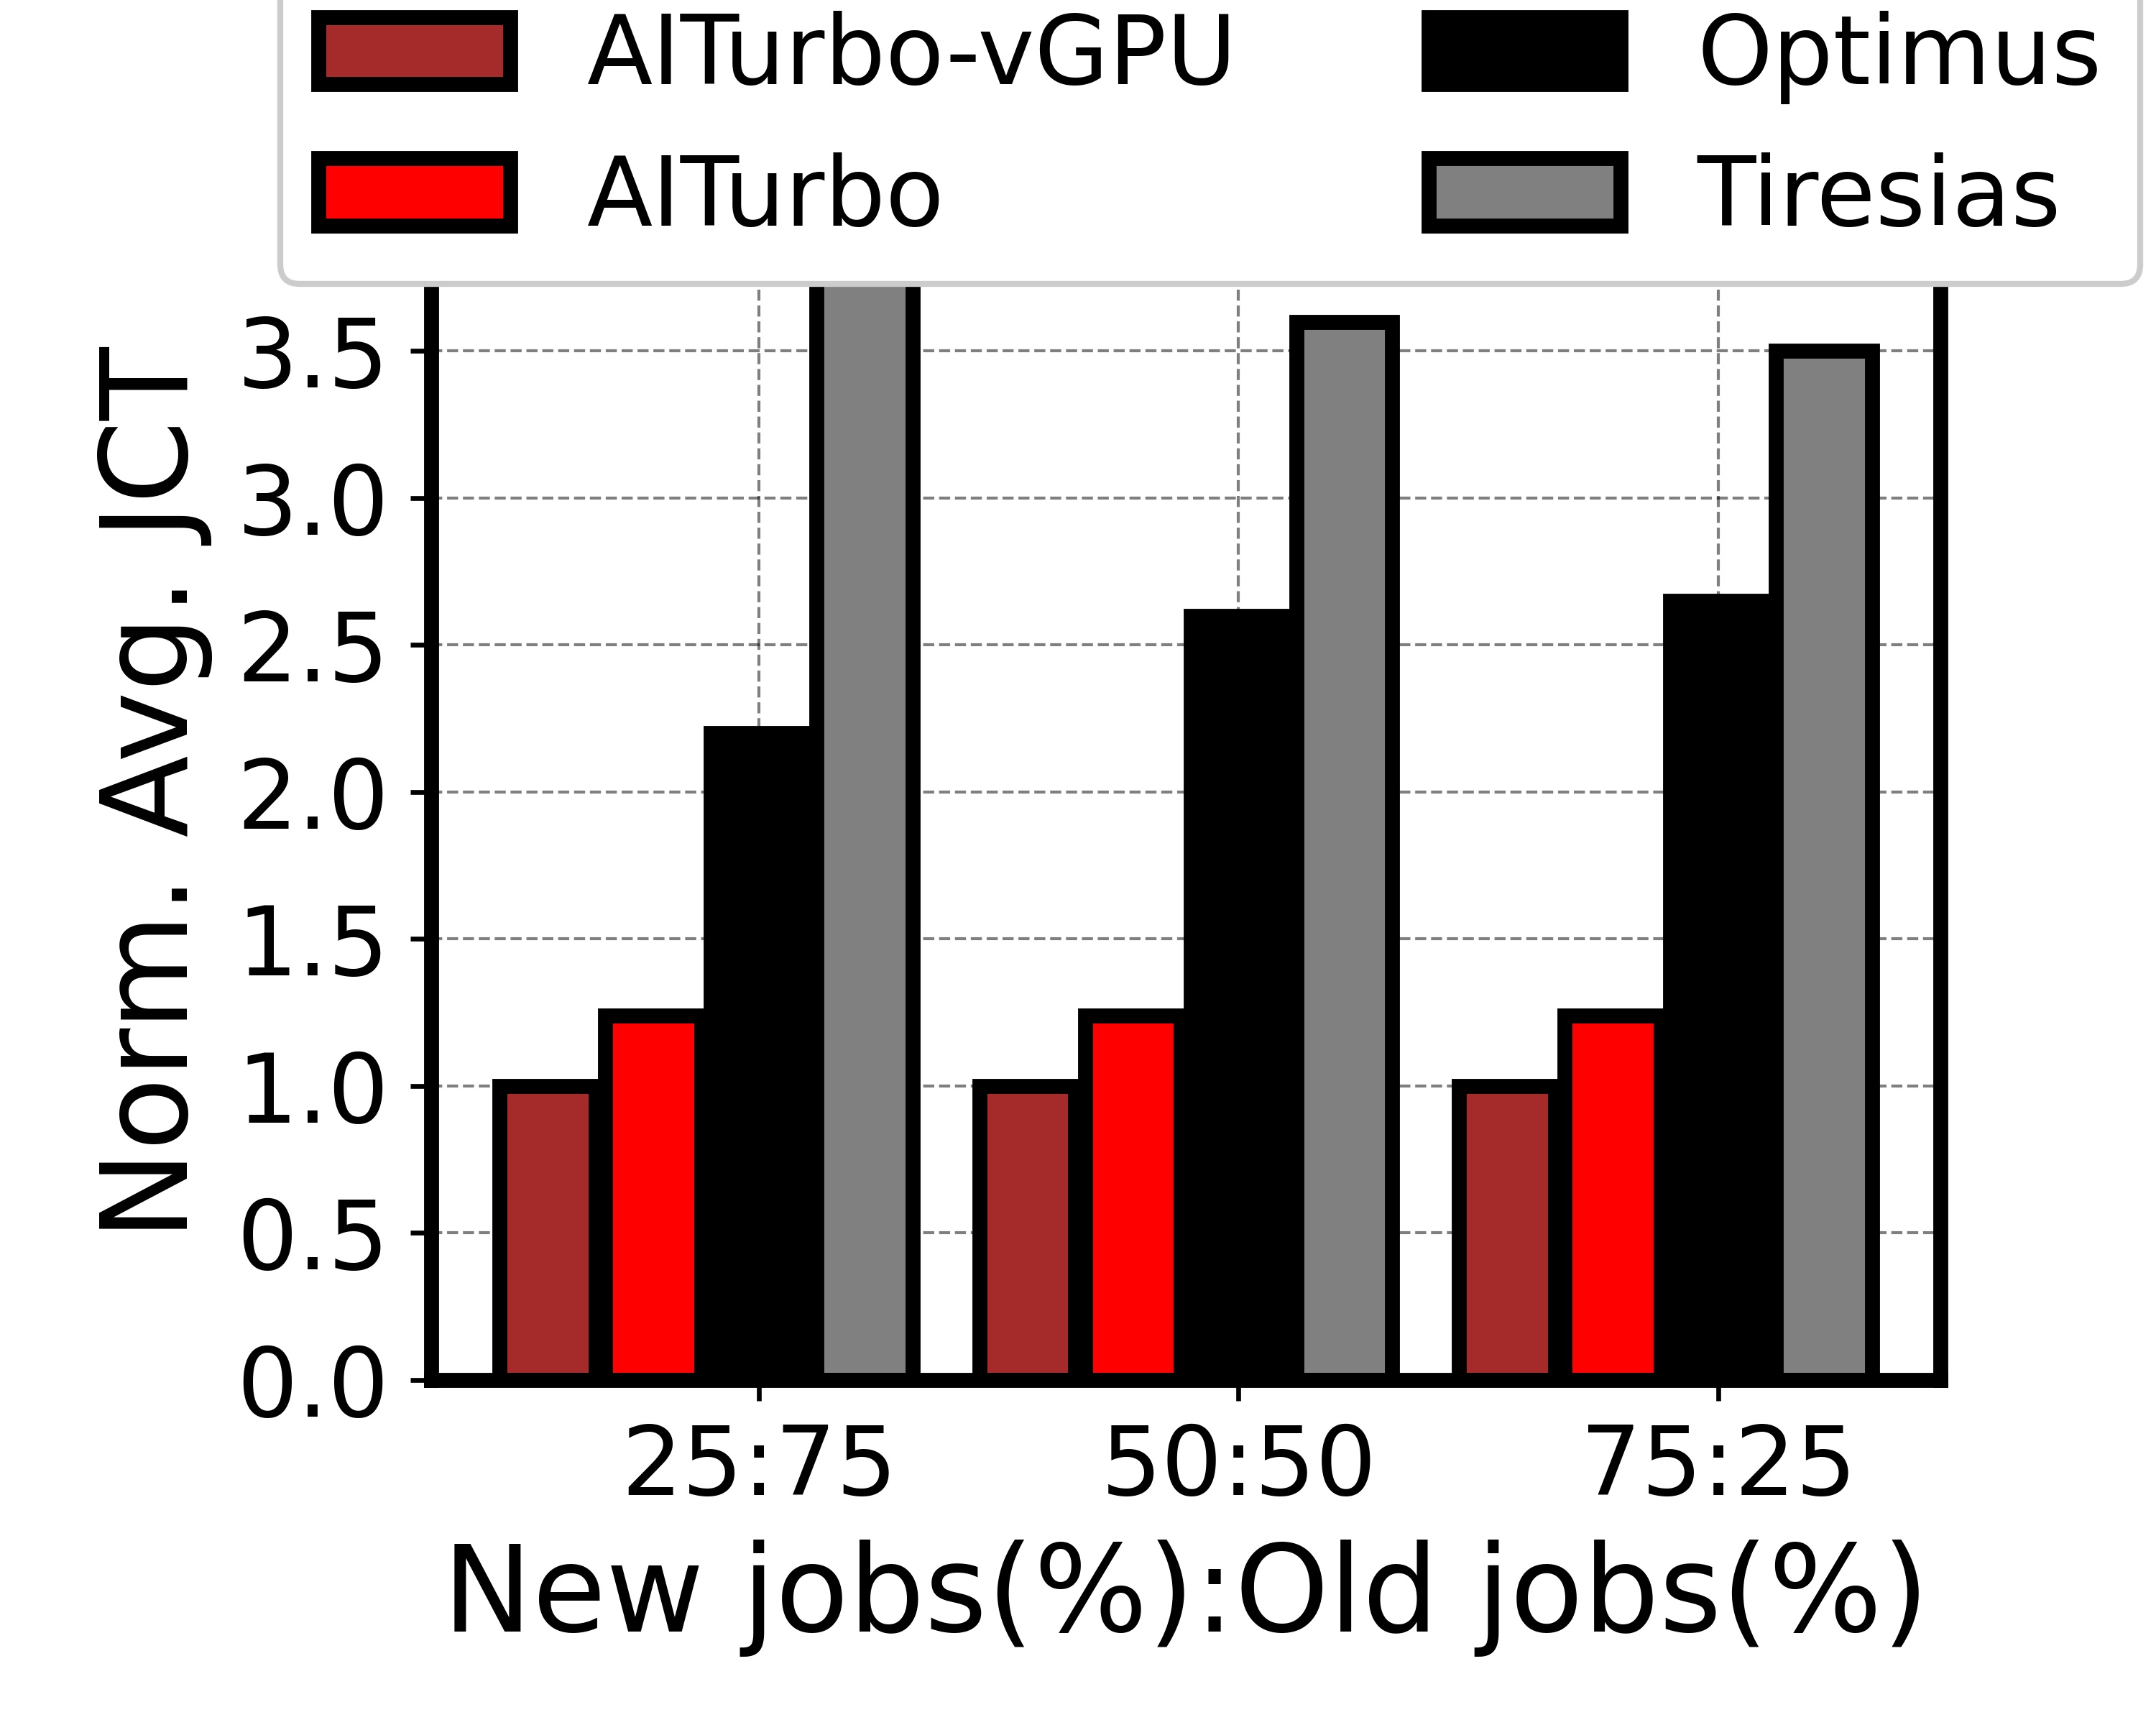 AITurbo-vGPU
Optimus
AITurbo
Tiresias
3.5
3.0
2.5
2.0
1.5
1.0
0.5
0.0
Norm. Avg. JCT
25:75
50:50
75:25
New jobs(%):Old jobs(%)